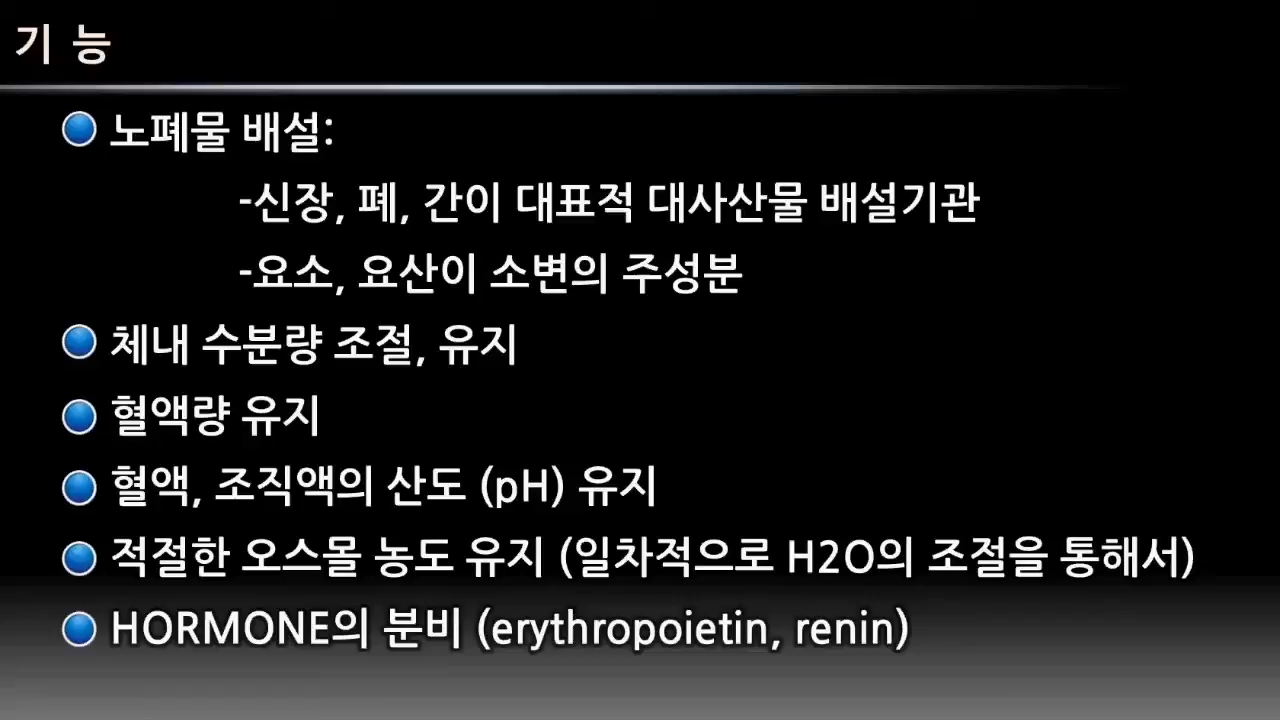 기 능
노폐물 배설:
-신장, 폐, 간이 대표적 대사산물 배설기관
-요소, 요산이 소변의 주성분
체내 수분량 조절, 유지
혈액량 유지
혈액, 조직액의 산도 (pH) 유지
적절한 오스몰 농도 유지 (일차적으로 H2O의 조절을 통해서)
HORMONE의 분비 (erythropoietin, renin)